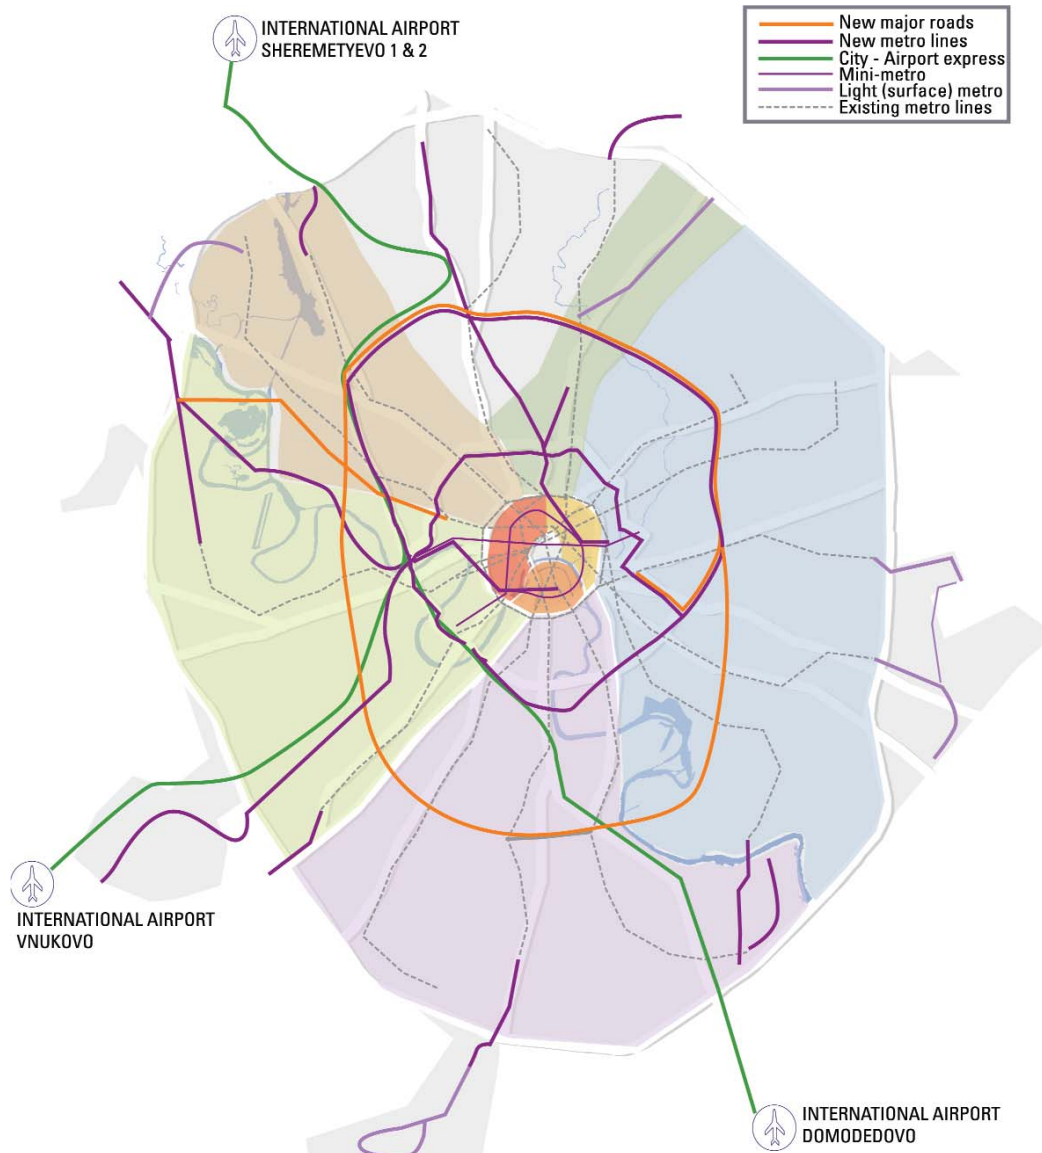 INTERNATIONAL AIRPORT
SHEREMETYEVO 1 & 2
New major roads
New metro lines
City - Airport express
Mini-metro
Light (surface) metro
Existing metro lines
INTERNATIONAL AIRPORT
VNUKOVO
INTERNATIONAL AIRPORT
DOMODEDOVO